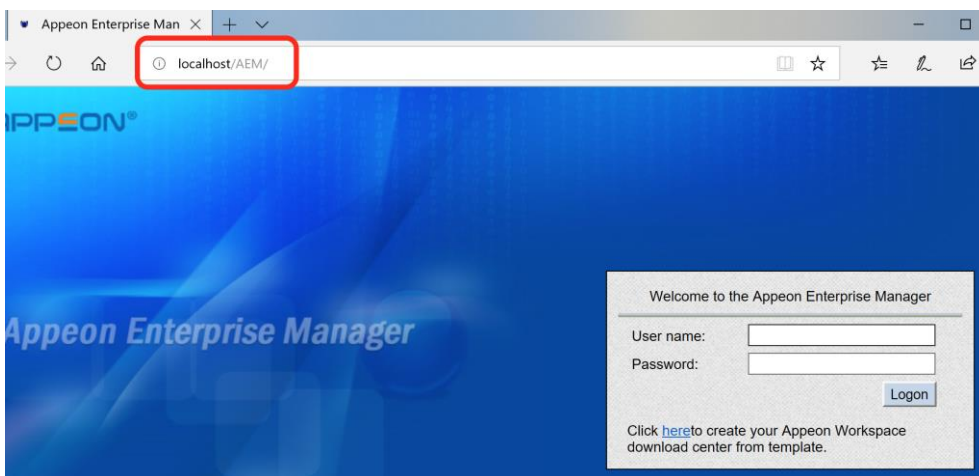 Appeon Enterprise Man
localhost/AEM/
APPEON®
Welcome to the Appeon Enterprise Manager
User name:
Password:
Logon
Click hereto create your Appeon Workspace
download center from template.
Appeon Enterprise Manager